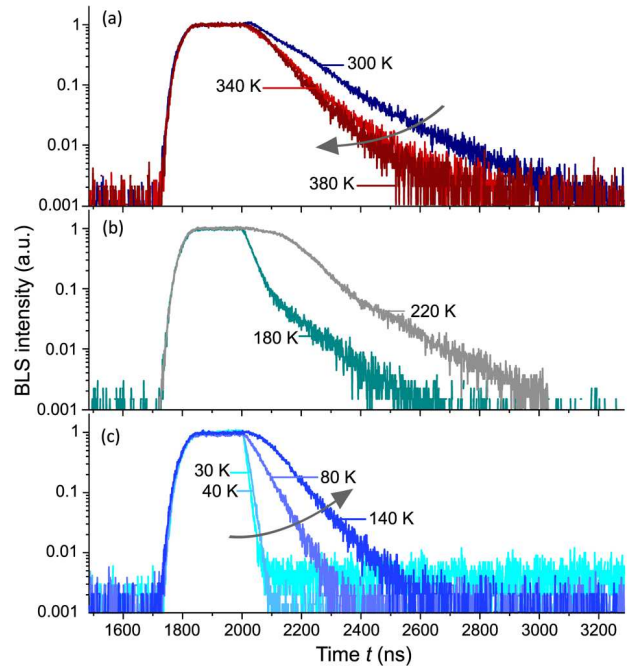 (a)
1
0.1
0.01
0.001
300 K
340 K
380 K
(b)
1
0.1
0.01
0.001
220 K
180 K
BLS intensity (a.u.)
(c)
1
0.1
0.01
0.001
30 K
40 K
80 K
140 K
1600 1800 2000 2200 2400 2600 2800 3000 3200
Time t (ns)